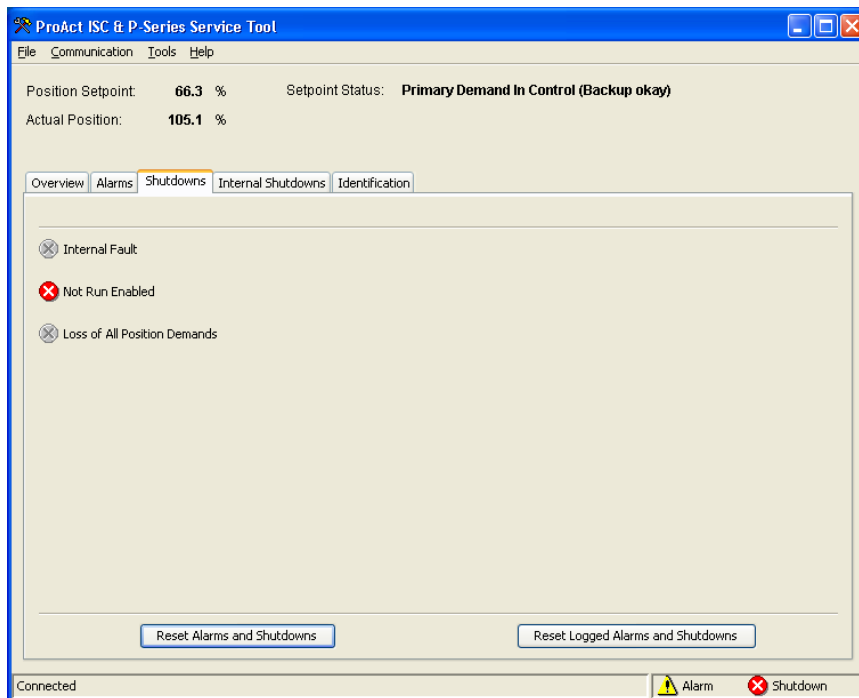 ProAct ISC & P-Series Service Tool
File Communication Tools Help
Position Setpoint: 66.3 % Setpoint Status: Primary Demand In Control (Backup okay)
Actual Position: 105.1 %
Overview Alarms Shutdowns Internal Shutdowns Identification
Internal Fault
Not Run Enabled
Loss of All Position Demands
Reset Alarms and Shutdowns Reset Logged Alarms and Shutdowns
Connected Alarm Shutdown